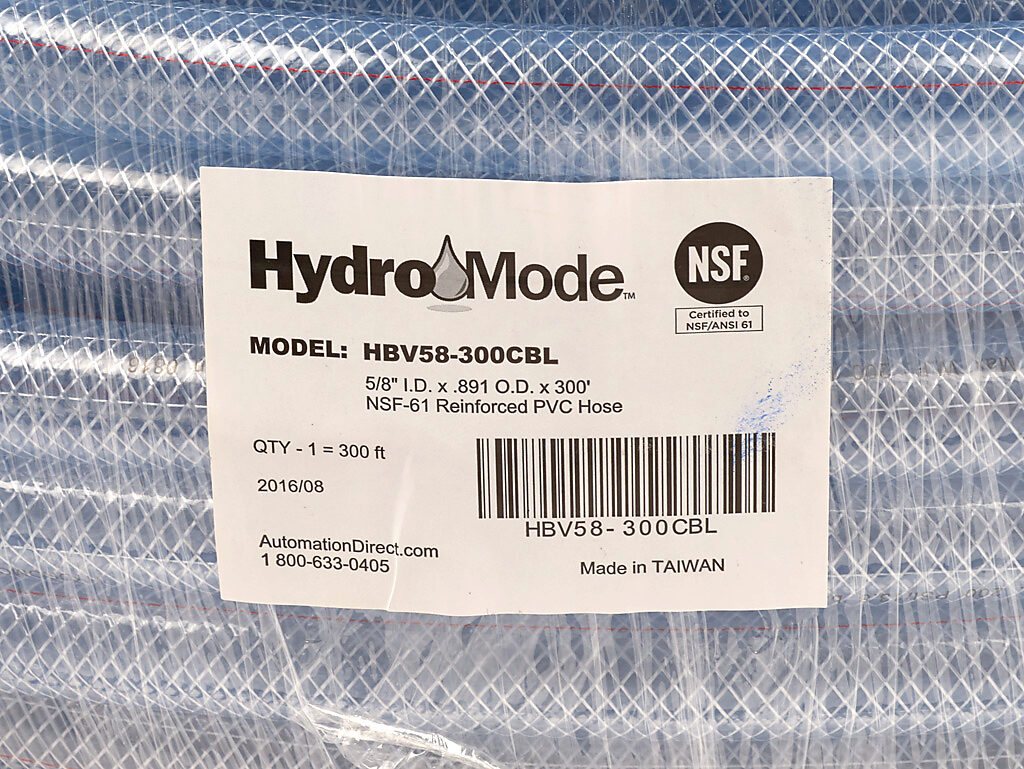 HydroMode™
NSF®
Certified to
NSF/ANSI 61
MODEL: HBV58-300CBL
5/8" I.D. x .891 O.D. x 300'
NSF-61 Reinforced PVC Hose
QTY - 1 = 300 ft
2016/08
HBV58-300CBL
AutomationDirect.com
1 800-633-0405
Made in TAIWAN